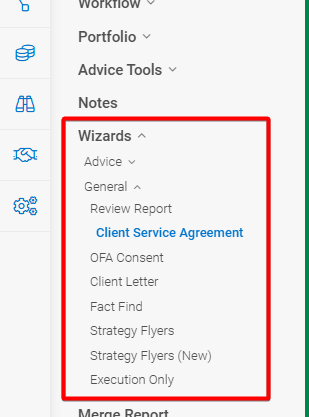 Workflow
Portfolio
Advice Tools
Notes
Wizards
Advice
General
Review Report
Client Service Agreement
OFA Consent
Client Letter
Fact Find
Strategy Flyers
Strategy Flyers (New)
Execution Only
Merge Report